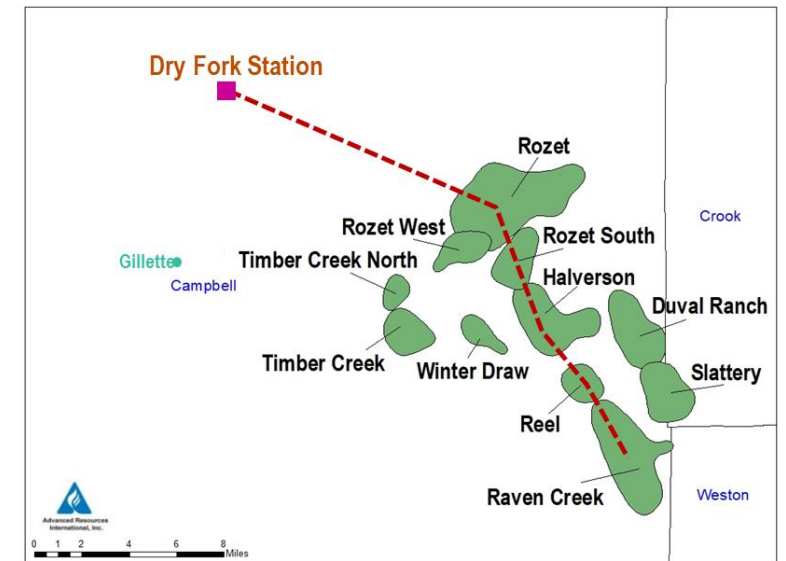 Dry Fork Station
Rozet
Crook
Rozet West
Rozet South
Gillette
Timber Creek North
Halverson
Campbell
Duval Ranch
Timber Creek
Winter Draw
Slattery
Reel
Raven Creek
Weston
Advanced Resources
International, Inc.
0 1 2 4 6 8
Miles